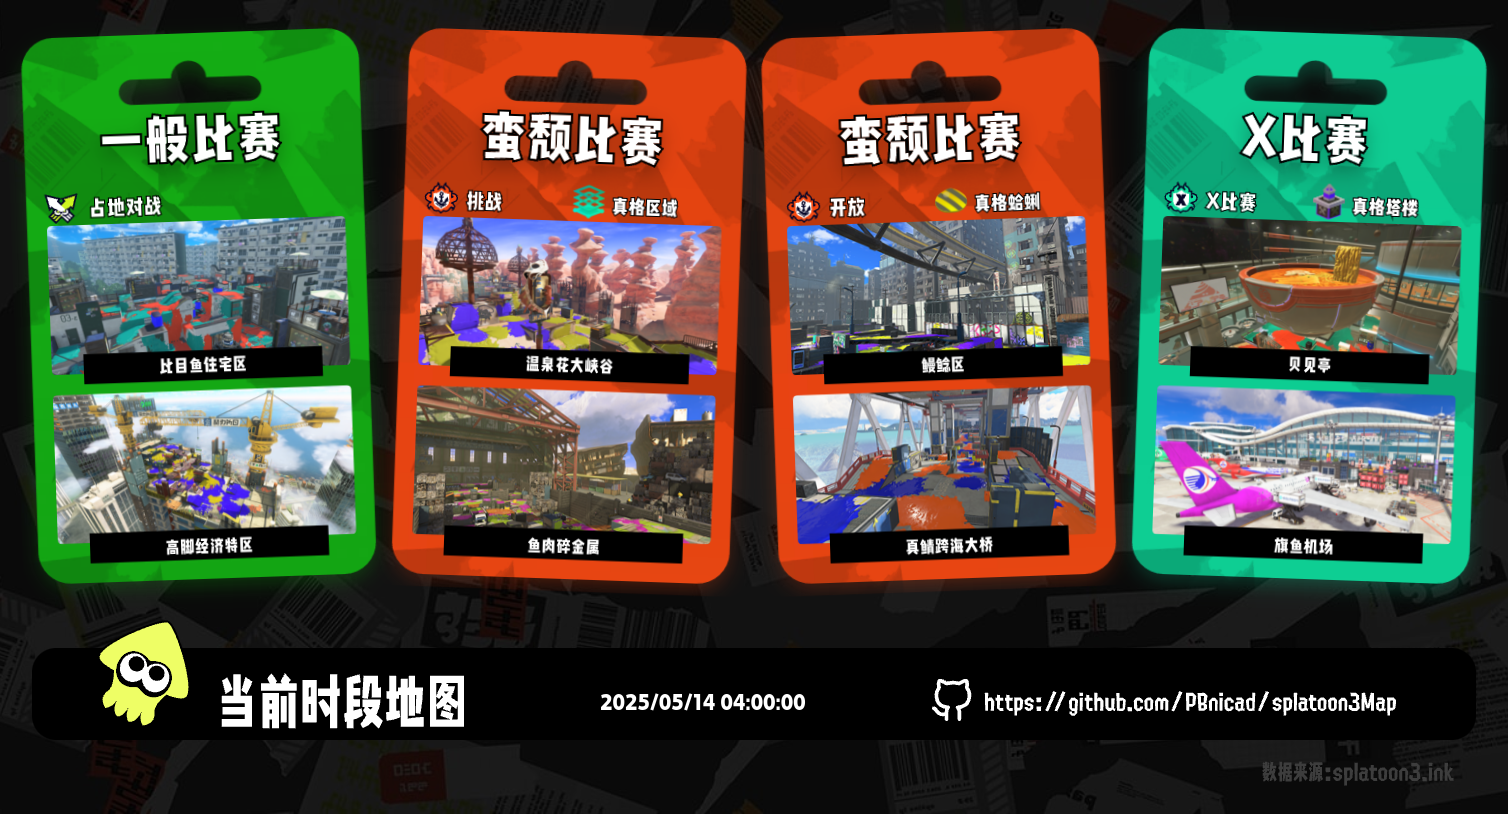 一般比赛
占地对战
比目鱼住宅区
高脚经济特区
蛮颓比赛
挑战
真格区域
温泉花大峡谷
鱼肉碎金属
蛮颓比赛
开放
真格蛤蜊
鳗鲶区
真鲭跨海大桥
X比赛
X比赛
真格塔楼
贝见亭
旗鱼机场
当前时段地图
2025/05/14 04:00:00
https://github.com/PBnicad/splatoon3Map
数据来源:splatoon3.ink